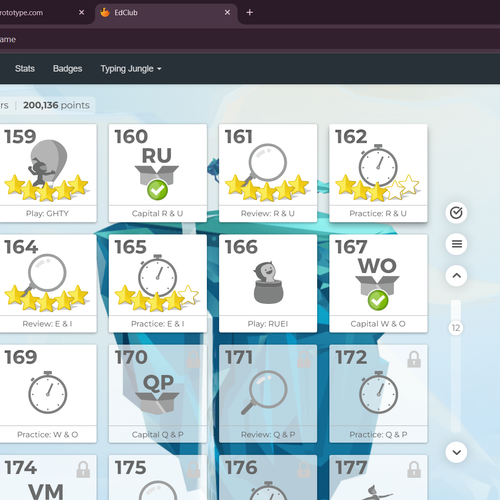 rototype.com × EdClub × +
ame
Stats Badges Typing Jungle
rs | 200,136 points
159 160 161 162
RU
Play: GHTY Capital R & U Review: R & U Practice: R & U
164 165 166 167
WO
Review: E & I Practice: E & I Play: RUEI Capital W & O
12
169 170 171 172
QP
Practice: W & O Capital Q & P Review: Q & P Practice: Q & P
174 175 176 177
VM